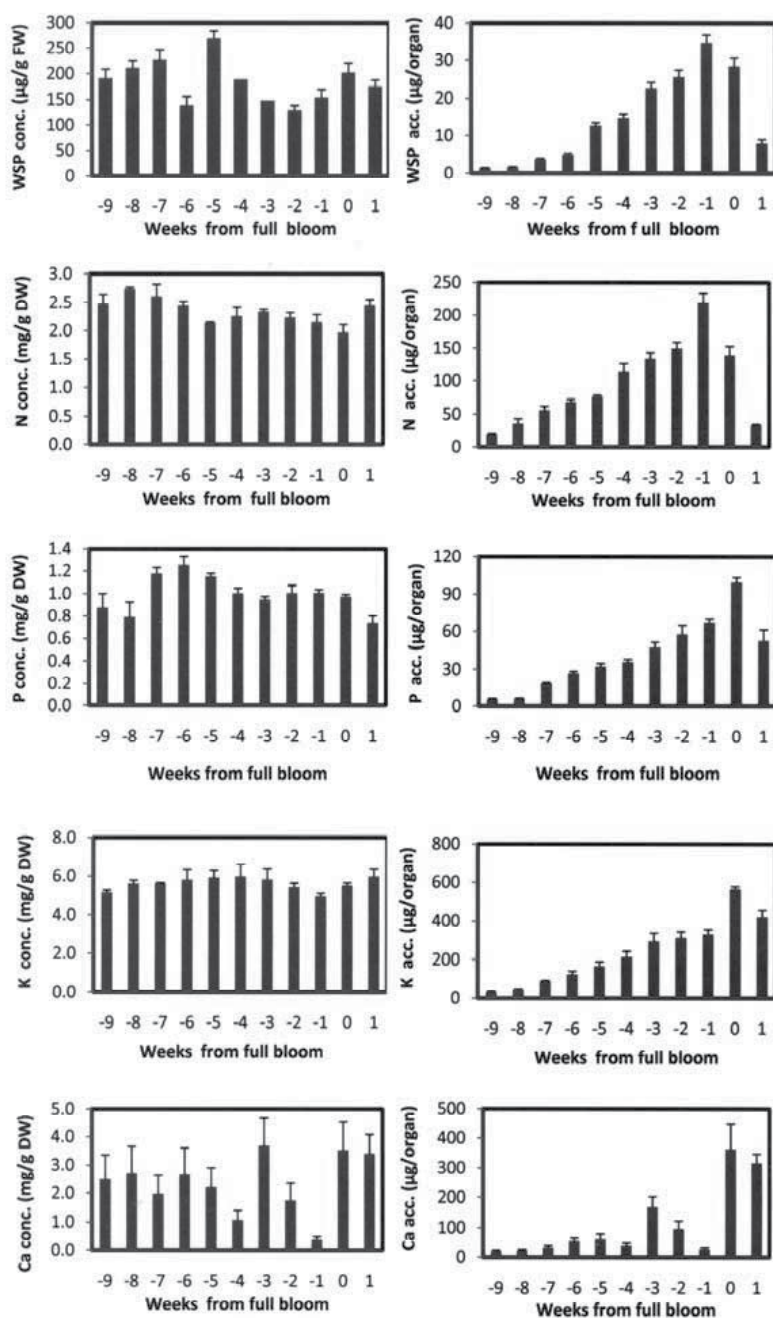 WSP conc. (µg/g FW)
300
250
200
150
100
50
0
-9 -8 -7 -6 -5 -4 -3 -2 -1 0 1
Weeks from full bloom
WSP acc. (µg/organ)
40
30
20
10
0
-9 -8 -7 -6 -5 -4 -3 -2 -1 0 1
Weeks from f ull bloom
N conc. (mg/g DW)
3.0
2.5
2.0
1.5
1.0
0.5
0.0
-9 -8 -7 -6 -5 -4 -3 -2 -1 0 1
Weeks from full bloom
N acc. (µg/organ)
250
200
150
100
50
0
-9 -8 -7 -6 -5 -4 -3 -2 -1 0 1
Weeks from full bloom
P conc. (mg/g DW)
1.4
1.2
1.0
0.8
0.6
0.4
0.2
0.0
-9 -8 -7 -6 -5 -4 -3 -2 -1 0 1
Weeks from full bloom
P acc. (µg/organ)
120
90
60
30
0
-9 -8 -7 -6 -5 -4 -3 -2 -1 0 1
Weeks from full bloom
K conc. (mg/g DW)
8.0
6.0
4.0
2.0
0.0
-9 -8 -7 -6 -5 -4 -3 -2 -1 0 1
Weeks from full bloom
K acc. (µg/organ)
800
600
400
200
0
-9 -8 -7 -6 -5 -4 -3 -2 -1 0 1
Weeks from full bloom
Ca conc. (mg/g DW)
5.0
4.0
3.0
2.0
1.0
0.0
-9 -8 -7 -6 -5 -4 -3 -2 -1 0 1
Weeks from full bloom
Ca acc. (µg/organ)
500
400
300
200
100
0
-9 -8 -7 -6 -5 -4 -3 -2 -1 0 1
Weeks from full bloom